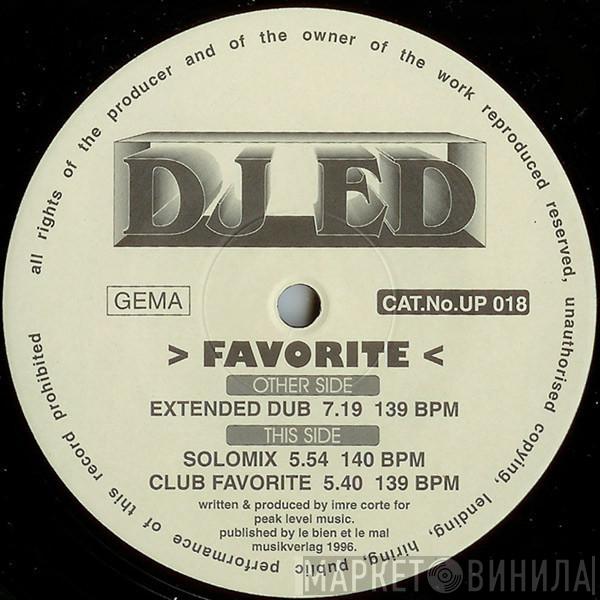 all rights of the producer and of the owner of the work reproduced reserved, unauthorised copying, lending, hiring, public performance of this record prohibited
DJ ED
GEMA
CAT.No.UP 018
> FAVORITE <
OTHER SIDE
EXTENDED DUB 7.19 139 BPM
THIS SIDE
SOLOMIX 5.54 140 BPM
CLUB FAVORITE 5.40 139 BPM
written & produced by imre corte for
peak level music.
published by le bien et le mal
musikverlag 1996.
МАРКЕТ ВИНИЛА